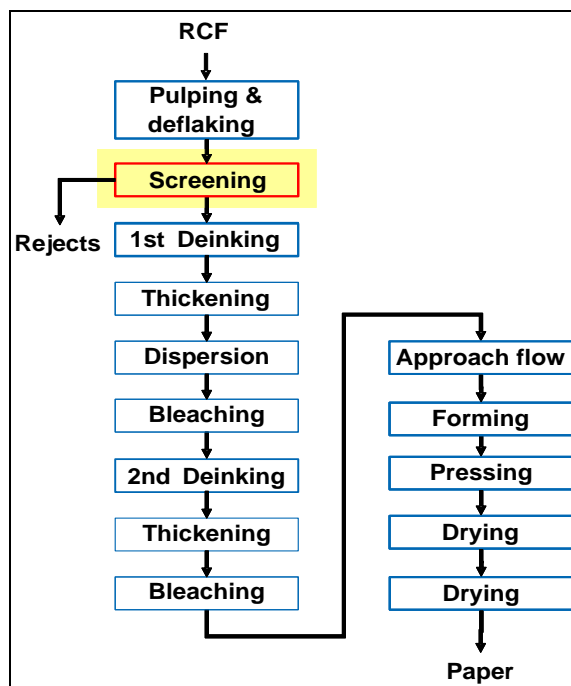 RCF
Pulping &
deflaking
Screening
Rejects
1st Deinking
Thickening
Dispersion
Bleaching
2nd Deinking
Thickening
Bleaching
Approach flow
Forming
Pressing
Drying
Drying
Paper